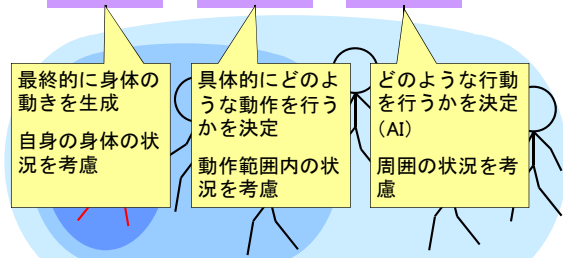 最終的に身体の
動きを生成
自身の身体の状
況を考慮
具体的にどのよ
うな動作を行う
かを決定
動作範囲内の状
況を考慮
どのような行動
を行うかを決定
（AI）
周囲の状況を考
慮